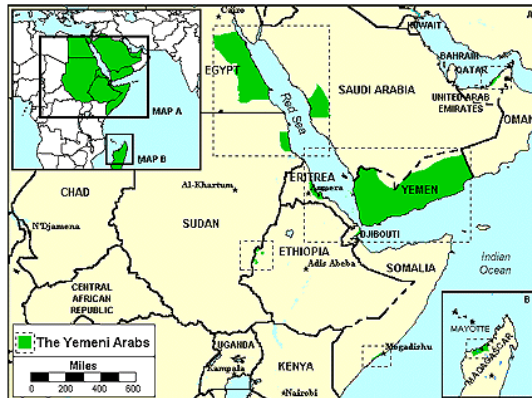 Cairo
KUWAIT
A
BAHRAIN
QATAR
EGYPT
SAUDI ARABIA
UNITED ARAB
EMIRATES
OMAN
Red Sea
MAP A
MAP B
ERITREA
Asmera
YEMEN
CHAD
Al-Khartum
SUDAN
N'Djamena
DJIBOUTI
ETHIOPIA
Adis Abeba
SOMALIA
Indian
Ocean
CENTRAL
AFRICAN
REPUBLIC
B
MAYOTTE
MADAGASCAR
The Yemeni Arabs
Miles
0 200 400 600
UGANDA
Kampala
KENYA
Nairobi
Mogadishu